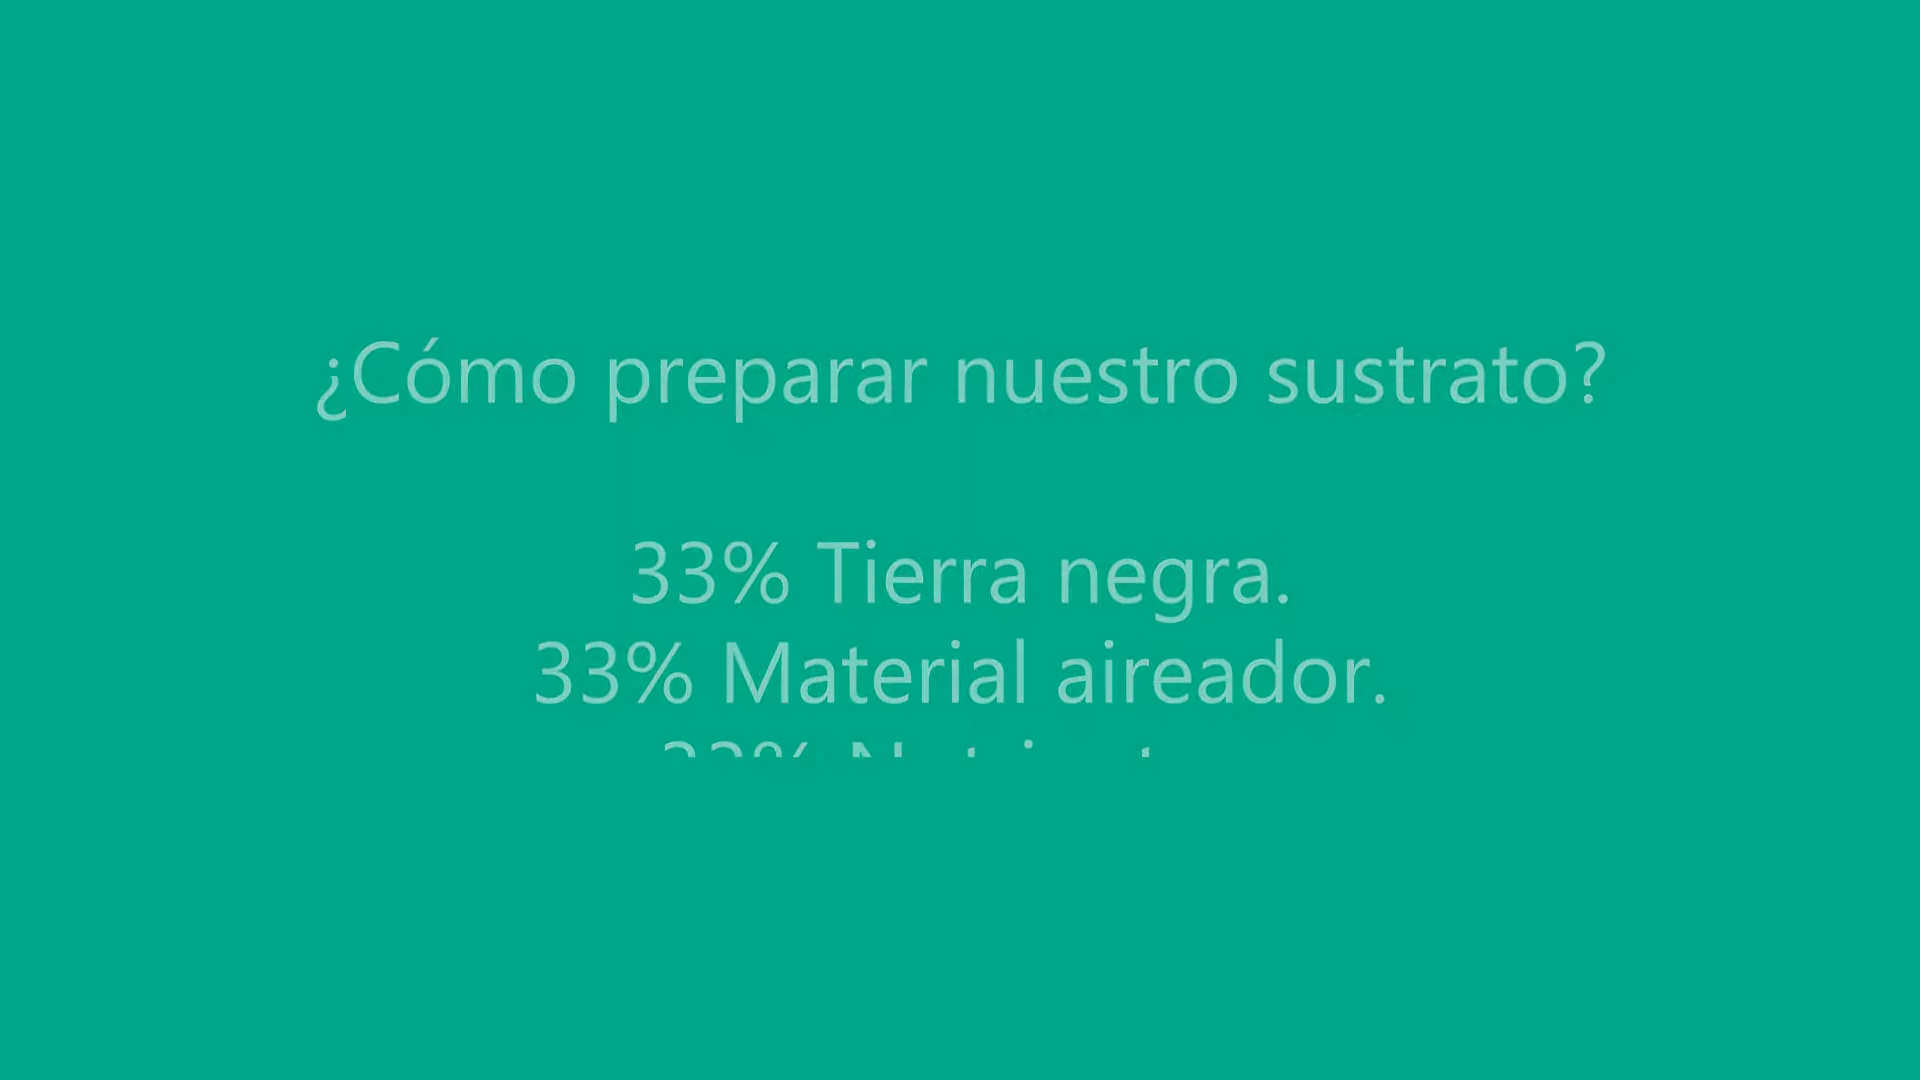 ¿Cómo preparar nuestro sustrato?
33% Tierra negra.
33% Material aireador.